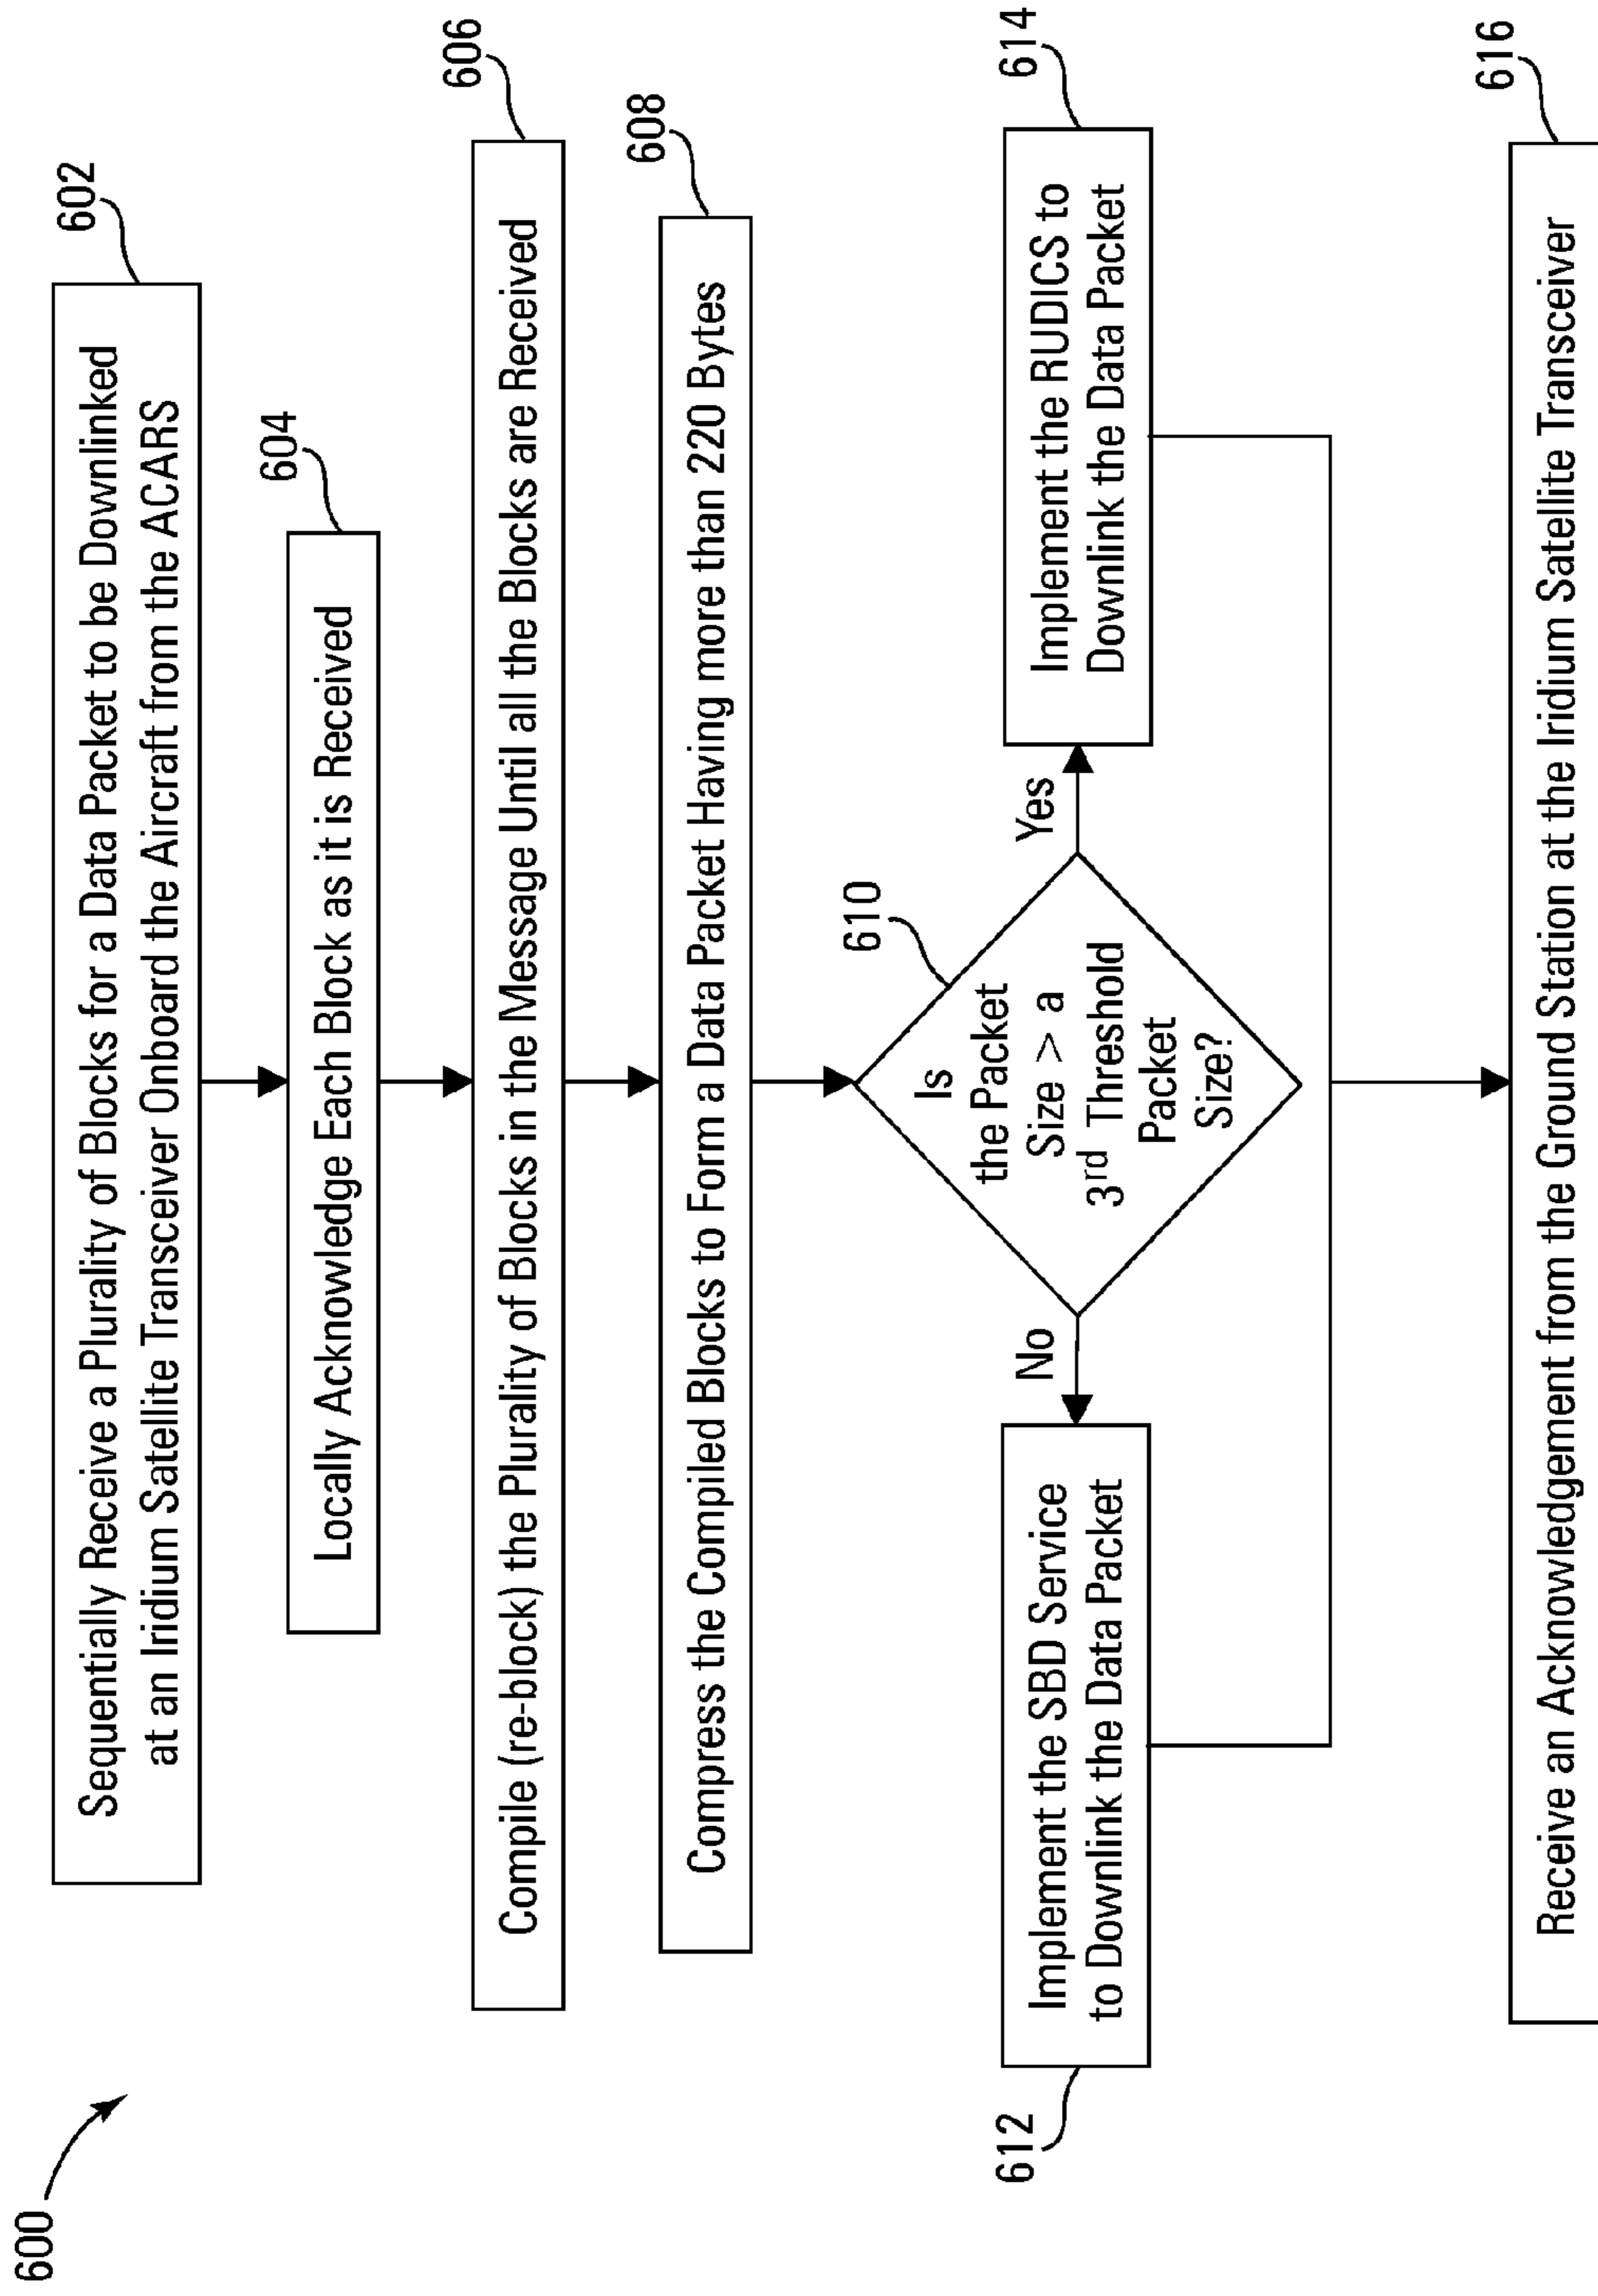 600
602
Sequentially Receive a Plurality of Blocks for a Data Packet to be Downlinked
at an Iridium Satellite Transceiver Onboard the Aircraft from the ACARS
604
Locally Acknowledge Each Block as it is Received
606
Compile (re-block) the Plurality of Blocks in the Message Until all the Blocks are Received
608
Compress the Compiled Blocks to Form a Data Packet Having more than 220 Bytes
610
Is
the Packet
Size > a
3rd Threshold
Packet
Size?
No
Yes
612
Implement the SBD Service
to Downlink the Data Packet
614
Implement the RUDICS to
Downlink the Data Packet
616
Receive an Acknowledgement from the Ground Station at the Iridium Satellite Transceiver